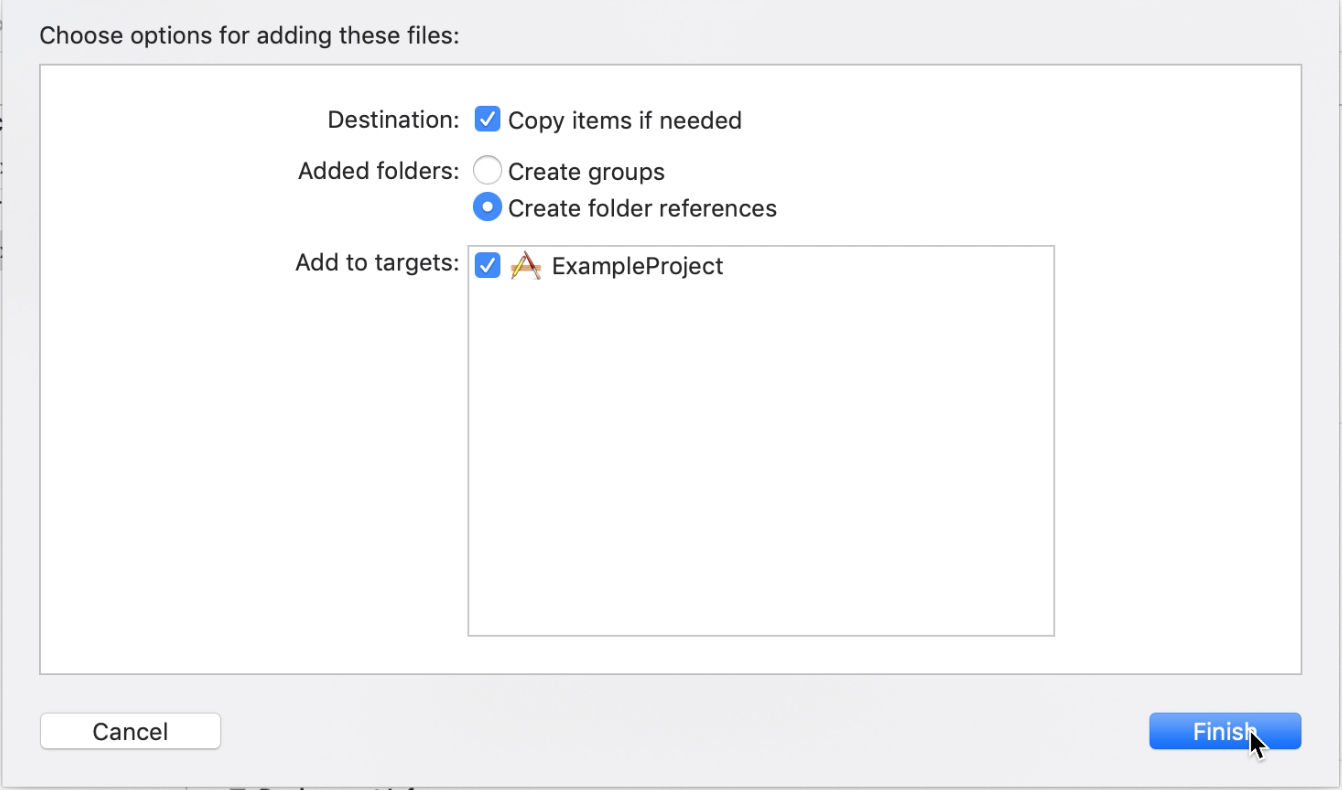 Choose options for adding these files:
Destination: Copy items if needed
Added folders: Create groups
Create folder references
Add to targets: ExampleProject
Cancel Finish